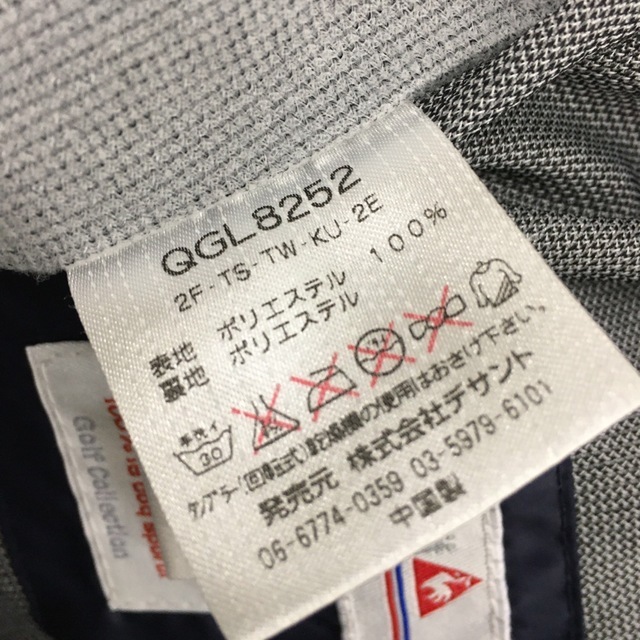 QGL8252
2F-TS-TW-KU-2E
表地 ポリエステル 100%
裏地 ポリエステル
手洗イ
30
タンブラー(回転式)乾燥機の使用はおさけ下さい。
発売元 株式会社デサント
06-6774-0359 03-5979-6101
中国製
Golf Collection